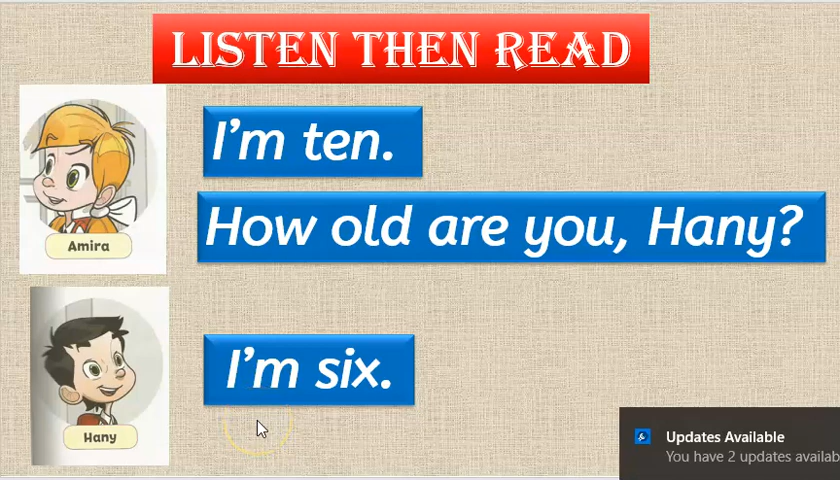 LISTEN THEN READ
I'm ten.
Amira
How old are you, Hany?
I'm six.
Hany
Updates Available
You have 2 updates availab